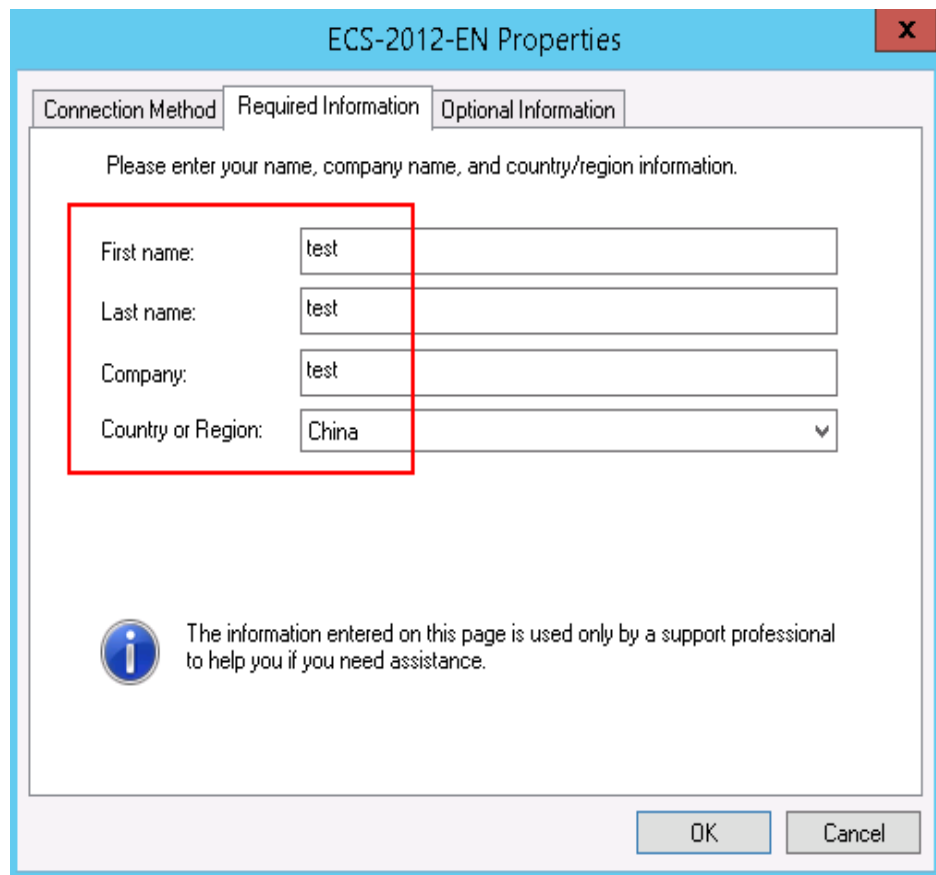 ECS-2012-EN Properties
x
Connection Method Required Information Optional Information
Please enter your name, company name, and country/region information.
First name: test
Last name: test
Company: test
Country or Region: China
The information entered on this page is used only by a support professional
to help you if you need assistance.
OK Cancel